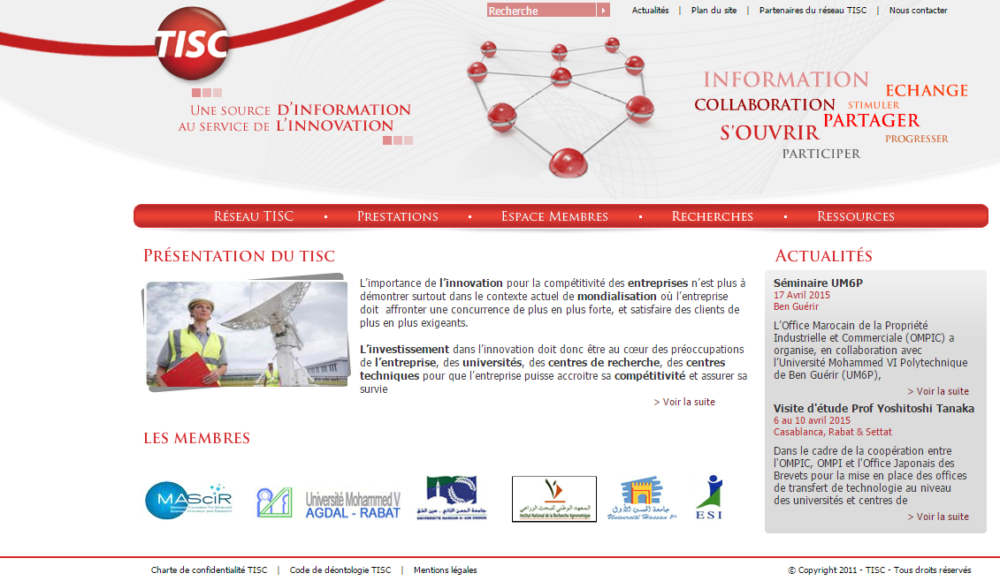 Recherche
Actualités
Plan du site
Partenaires du réseau TISC
Nous contacter
TISC
Une source d'information
au service de l'innovation
INFORMATION
ECHANGE
COLLABORATION
STIMULER
PARTAGER
S'OUVRIR
PROGRESSER
PARTICIPER
Réseau TISC
Prestations
Espace Membres
Recherches
Ressources
Présentation du tisc
L'importance de l'innovation pour la compétitivité des entreprises n'est plus à
démontrer surtout dans le contexte actuel de mondialisation où l'entreprise
doit affronter une concurrence de plus en plus forte, et satisfaire des clients de
plus en plus exigeants.
L'investissement dans l'innovation doit donc être au cœur des préoccupations
de l'entreprise, des universités, des centres de recherche, des centres
techniques pour que l'entreprise puisse accroitre sa compétitivité et assurer sa
survie
> Voir la suite
Actualités
Séminaire UM6P
17 Avril 2015
Ben Guérir
L'Office Marocain de la Propriété
Industrielle et Commerciale (OMPIC) a
organise, en collaboration avec
l'Université Mohammed VI Polytechnique
de Ben Guérir (UM6P),
> Voir la suite
Visite d'étude Prof Yoshitoshi Tanaka
6 au 10 avril 2015
Casablanca, Rabat & Settat
Dans le cadre de la coopération entre
l'OMPIC, OMPI et l'Office Japonais des
Brevets pour la mise en place des offices
de transfert de technologie au niveau
des universités et centres de
> Voir la suite
les membres
MAScIR
Université Mohammed V
AGDAL - RABAT
جامعة الحسن الثاني - عين الشق
UNIVERSITE HASSAN II - AIN CHOCK
المعهد الوطني للبحث الزراعي
Institut National de la Recherche Agronomique
جامعة الحسن الأول
Université Hassan 1er
ESI
Charte de confidentialité TISC
Code de déontologie TISC
Mentions légales
© Copyright 2011 - TISC - Tous droits réservés